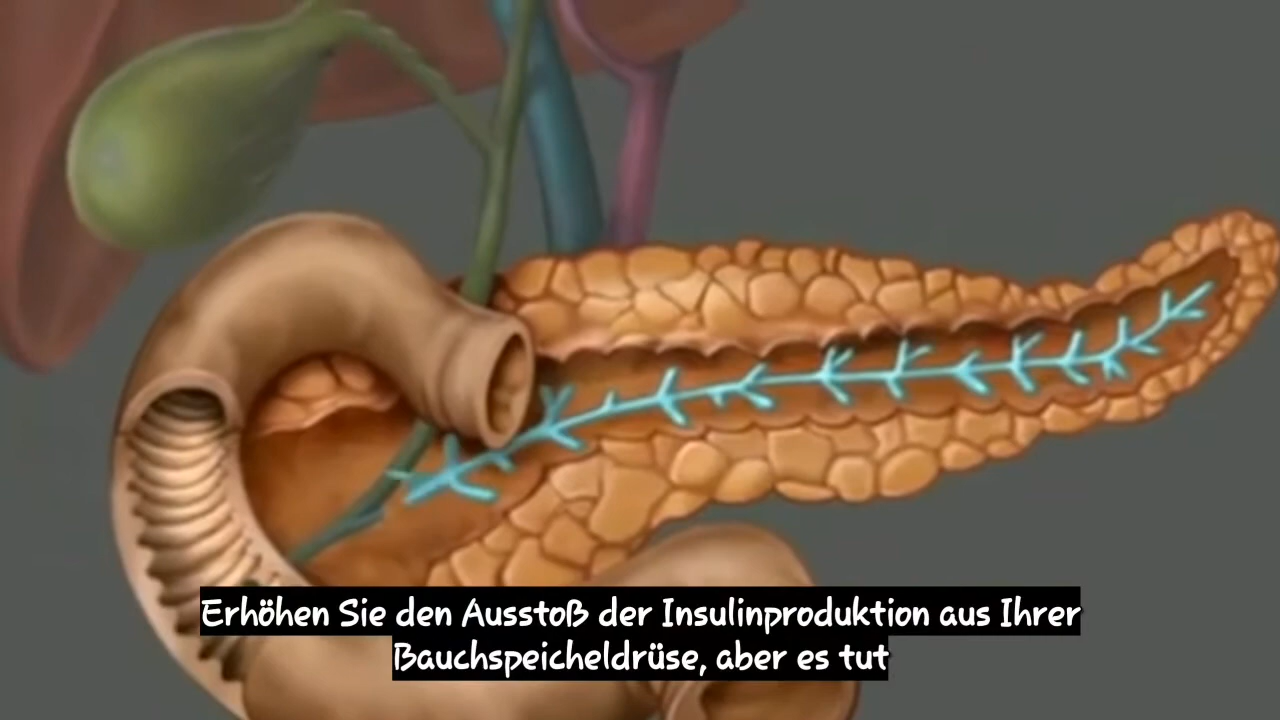 Erhöhen Sie den Ausstoß der Insulinproduktion aus Ihrer
Bauchspeicheldrüse, aber es tut